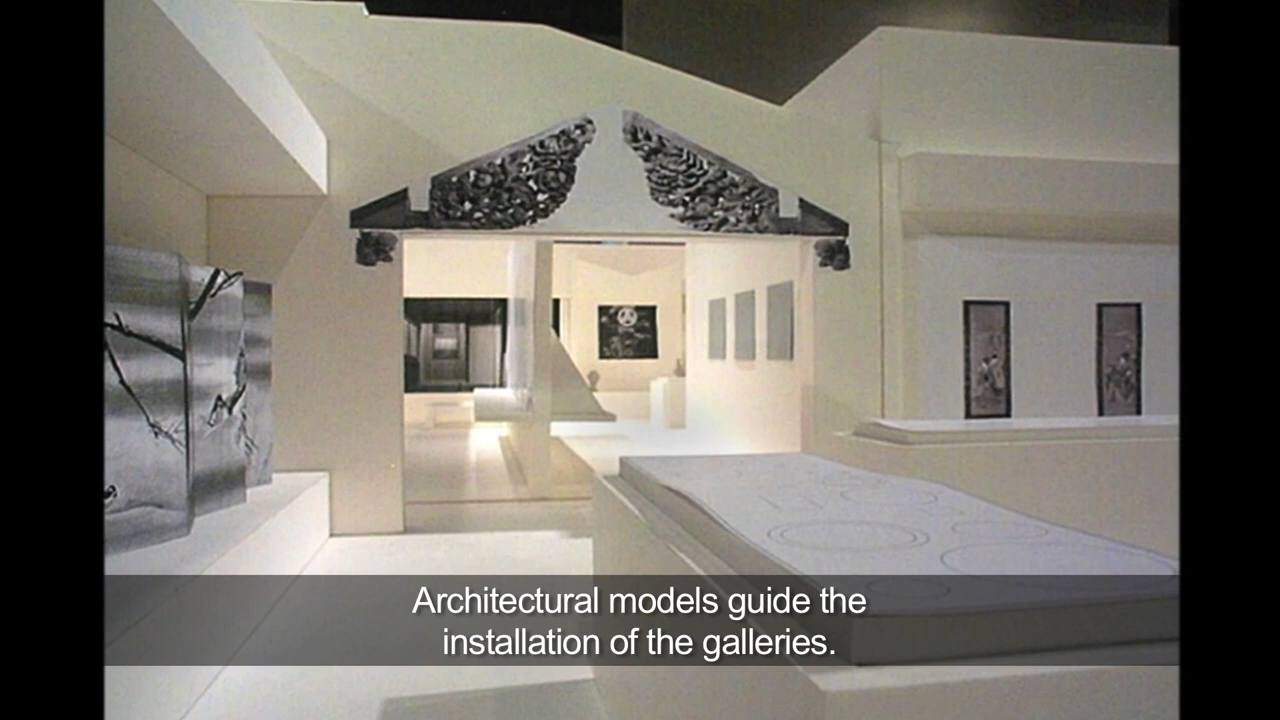 Architectural models guide the
installation of the galleries.